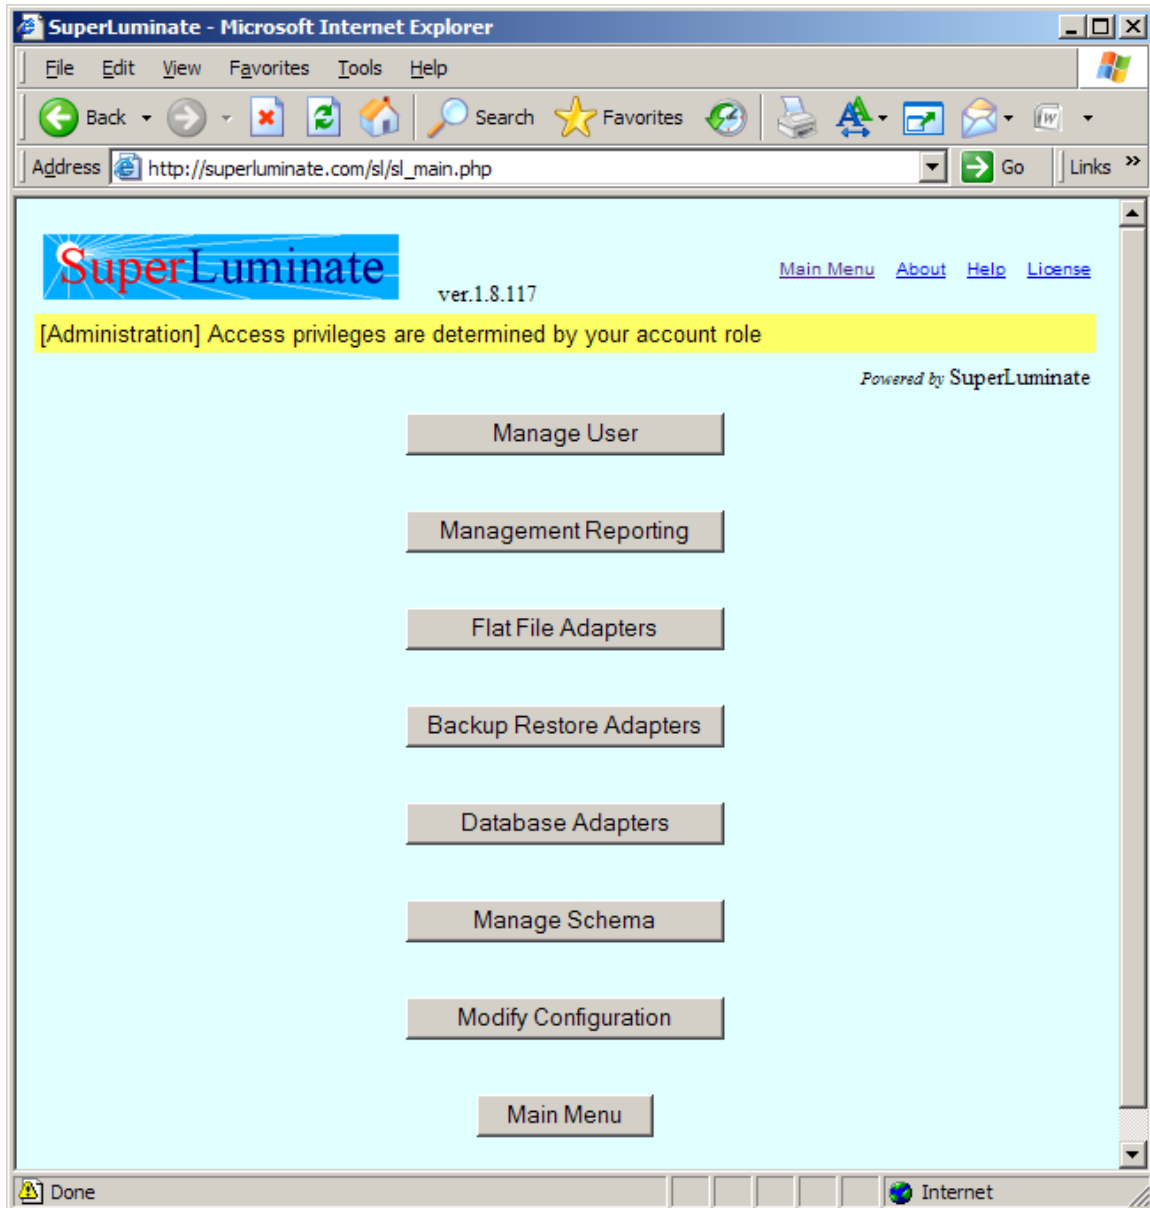 SuperLuminate - Microsoft Internet Explorer
File Edit View Favorites Tools Help
Back Search Favorites
Address http://superluminate.com/sl/sl_main.php Go Links »
SuperLuminate ver.1.8.117 Main Menu About Help License
[Administration] Access privileges are determined by your account role
Powered by SuperLuminate
Manage User
Management Reporting
Flat File Adapters
Backup Restore Adapters
Database Adapters
Manage Schema
Modify Configuration
Main Menu
Done Internet